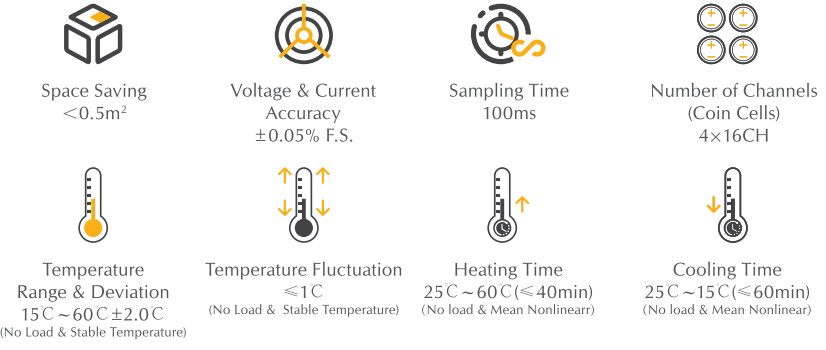 Space Saving
<0.5m²
Voltage & Current
Accuracy
±0.05% F.S.
Sampling Time
100ms
Number of Channels
(Coin Cells)
4×16CH
Temperature
Range & Deviation
15℃~60℃±2.0℃
(No Load & Stable Temperature)
Temperature Fluctuation
≤1℃
(No Load & Stable Temperature)
Heating Time
25℃~60℃(≤40min)
(No load & Mean Nonlinearr)
Cooling Time
25℃~15℃(≤60min)
(No load & Mean Nonlinear)